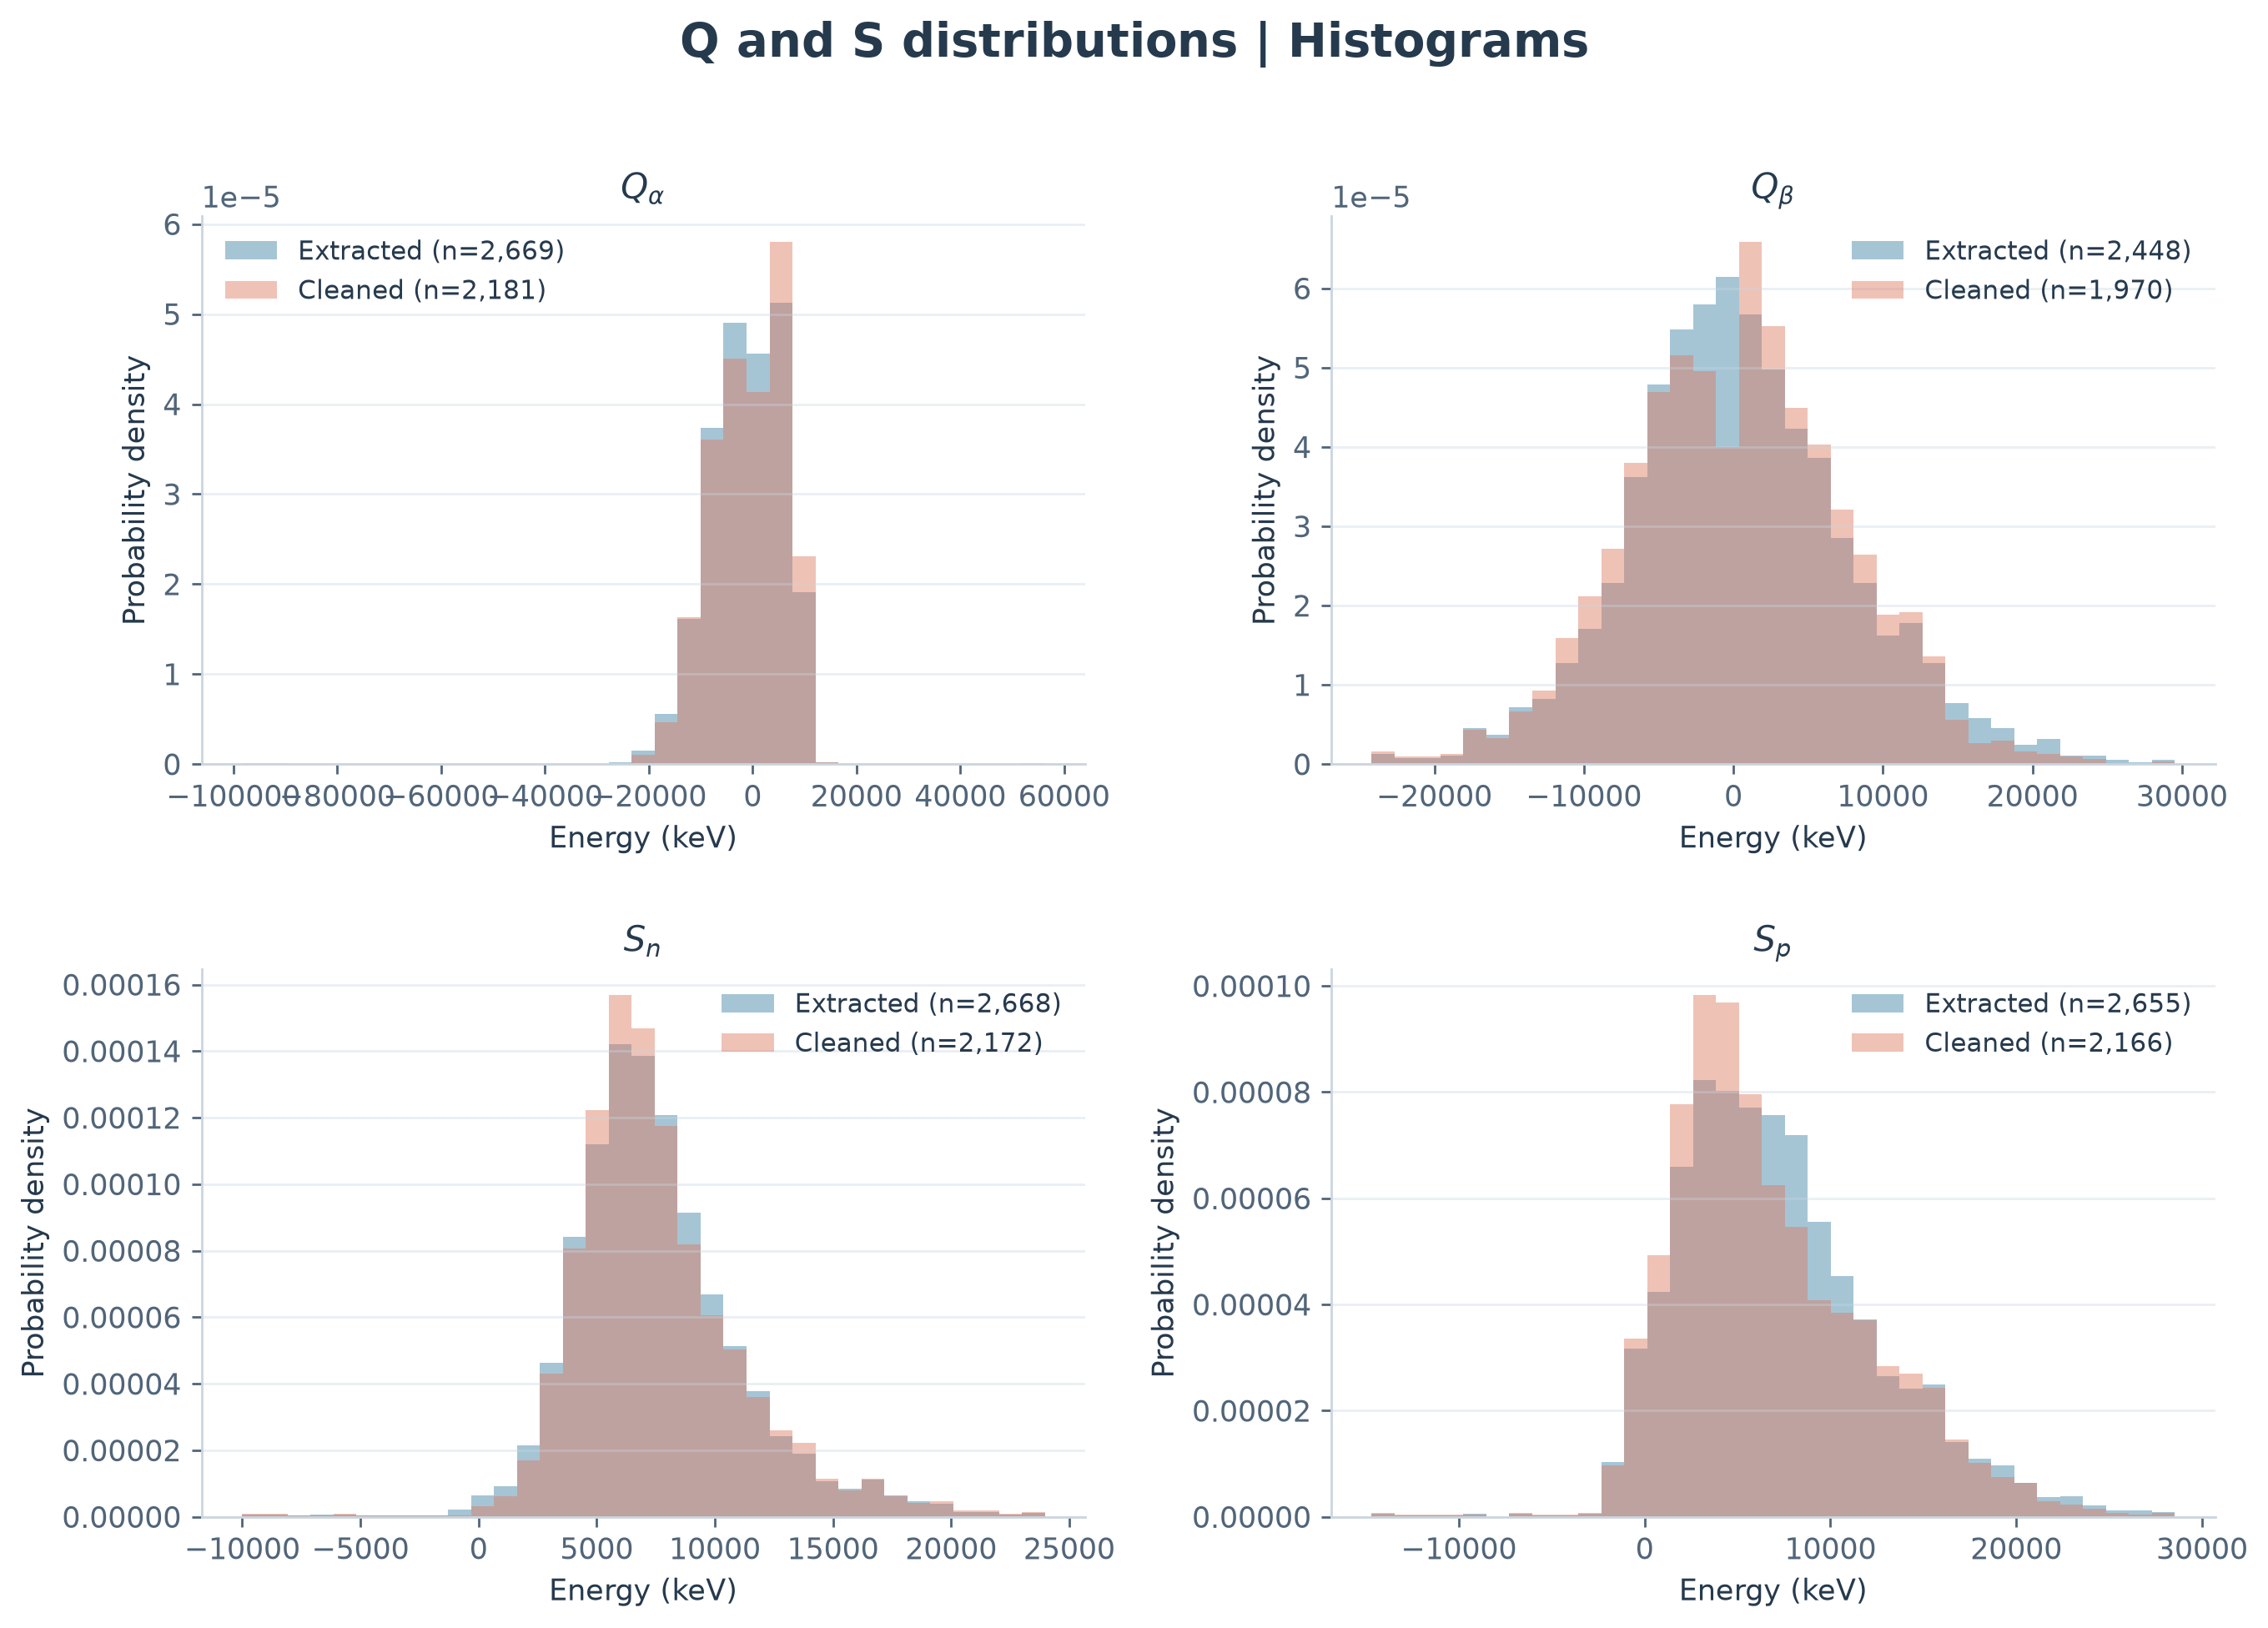 Q and S distributions | Histograms
Qα
1e−5
Probability density
6
5
4
3
2
1
0
Extracted (n=2,669)
Cleaned (n=2,181)
−100000 −80000 −60000 −40000 −20000 0 20000 40000 60000
Energy (keV)
Qβ
1e−5
Probability density
6
5
4
3
2
1
0
Extracted (n=2,448)
Cleaned (n=1,970)
−20000 −10000 0 10000 20000 30000
Energy (keV)
Sn
Probability density
0.00016
0.00014
0.00012
0.00010
0.00008
0.00006
0.00004
0.00002
0.00000
Extracted (n=2,668)
Cleaned (n=2,172)
−10000 −5000 0 5000 10000 15000 20000 25000
Energy (keV)
Sp
Probability density
0.00010
0.00008
0.00006
0.00004
0.00002
0.00000
Extracted (n=2,655)
Cleaned (n=2,166)
−10000 0 10000 20000 30000
Energy (keV)